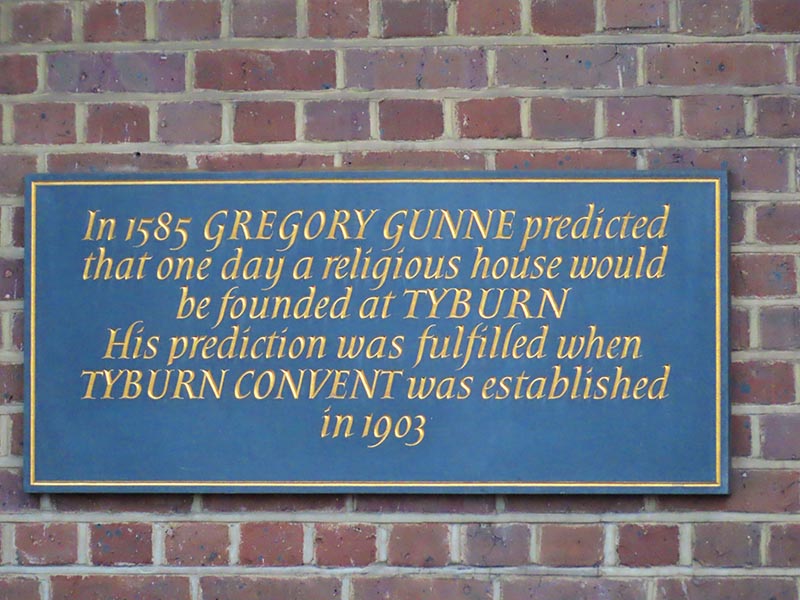 In 1585 GREGORY GUNNE predicted
that one day a religious house would
be founded at TYBURN
His prediction was fulfilled when
TYBURN CONVENT was established
in 1903